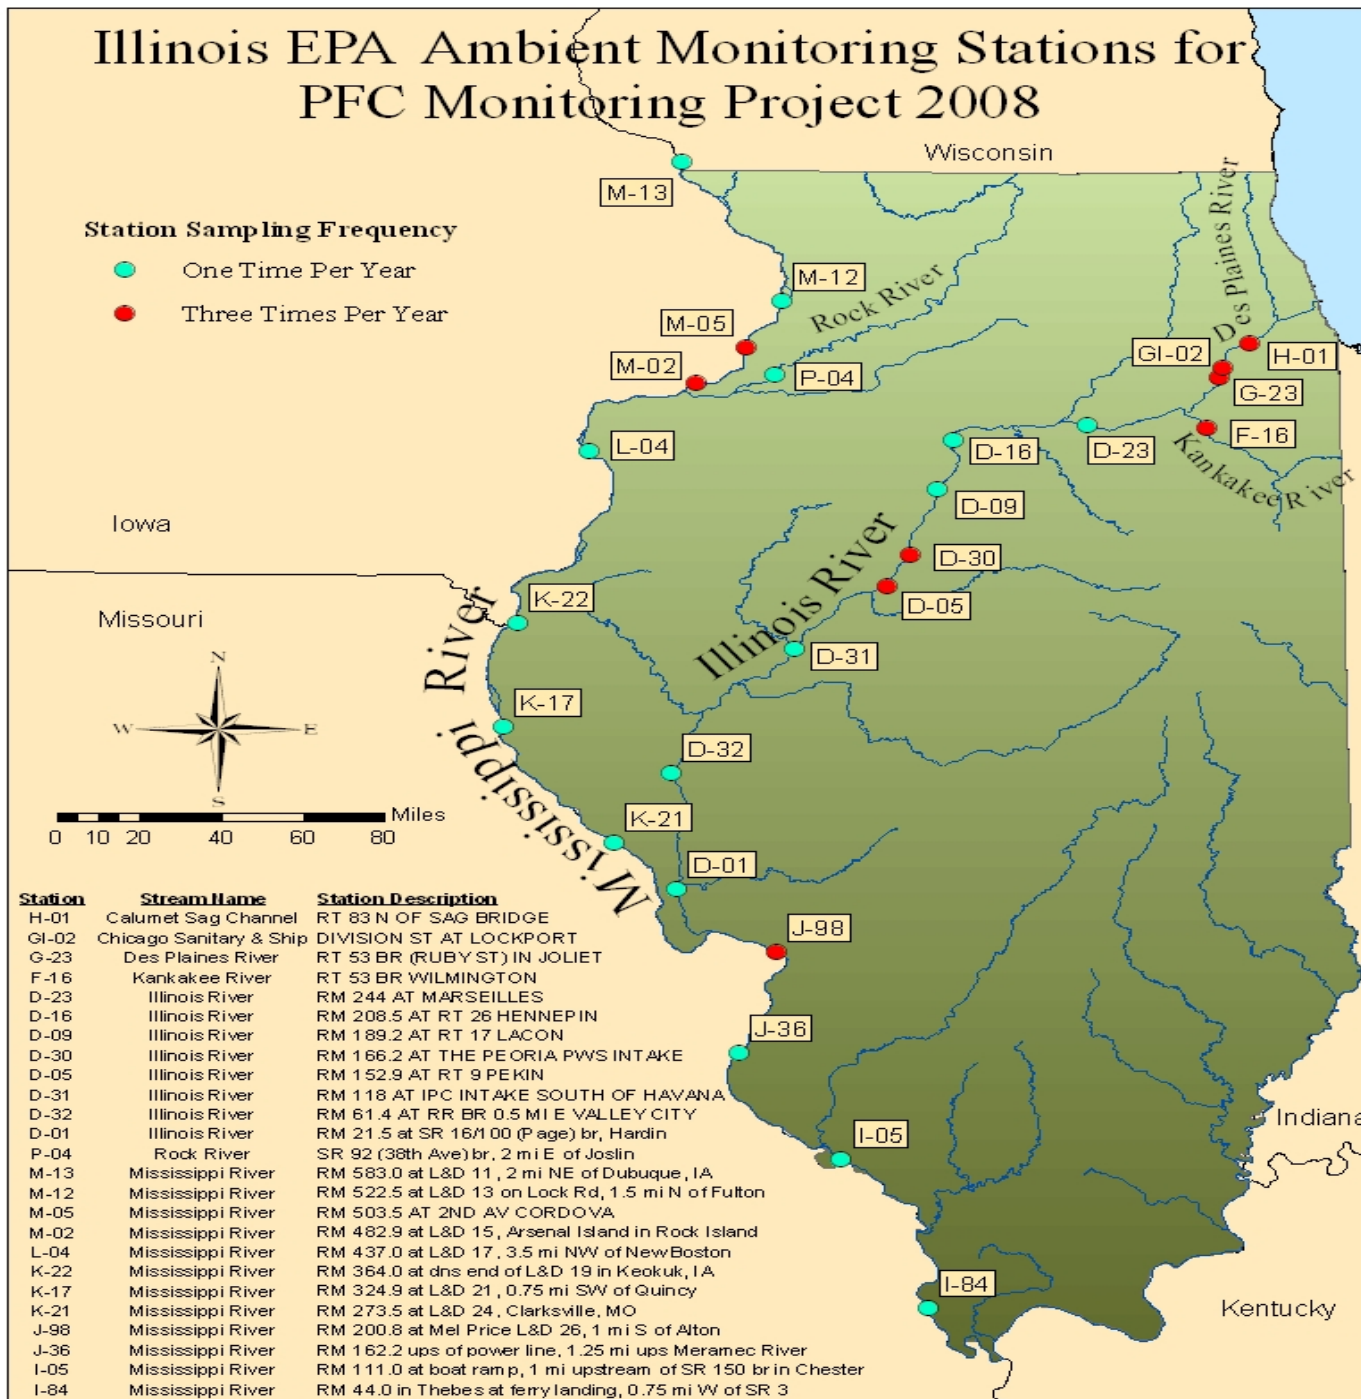 Illinois EPA Ambient Monitoring Stations for
PFC Monitoring Project 2008
Wisconsin
M-13
Station Sampling Frequency
One Time Per Year
Three Times Per Year
M-12
M-05
M-02
Rock River
P-04
Des Plaines River
GI-02
H-01
G-23
F-16
Kankakee River
L-04
D-16
D-23
D-09
Iowa
D-30
D-05
Illinois River
D-31
K-22
Missouri
Mississippi River
K-17
N
W
E
S
D-32
Miles
0 10 20 40 60 80
K-21
D-01
J-98
J-36
I-05
Indiana
I-84
Kentucky
Station Stream Name Station Description
H-01 Calumet Sag Channel RT 83 N OF SAG BRIDGE
GI-02 Chicago Sanitary & Ship DIVISION ST AT LOCKPORT
G-23 Des Plaines River RT 53 BR (RUBY ST) IN JOLIET
F-16 Kankakee River RT 53 BR WILMINGTON
D-23 Illinois River RM 244 AT MARSEILLES
D-16 Illinois River RM 208.5 AT RT 26 HENNEPIN
D-09 Illinois River RM 189.2 AT RT 17 LACON
D-30 Illinois River RM 166.2 AT THE PEORIA PWS INTAKE
D-05 Illinois River RM 152.9 AT RT 9 PEKIN
D-31 Illinois River RM 118 AT IPC INTAKE SOUTH OF HAVANA
D-32 Illinois River RM 61.4 AT RR BR 0.5 MI E VALLEY CITY
D-01 Illinois River RM 21.5 at SR 16/100 (Page) br, Hardin
P-04 Rock River SR 92 (38th Ave) br, 2 mi E of Joslin
M-13 Mississippi River RM 583.0 at L&D 11, 2 mi NE of Dubuque, IA
M-12 Mississippi River RM 522.5 at L&D 13 on Lock Rd, 1.5 mi N of Fulton
M-05 Mississippi River RM 503.5 AT 2ND AV CORDOVA
M-02 Mississippi River RM 482.9 at L&D 15, Arsenal Island in Rock Island
L-04 Mississippi River RM 437.0 at L&D 17, 3.5 mi NW of New Boston
K-22 Mississippi River RM 364.0 at dns end of L&D 19 in Keokuk, IA
K-17 Mississippi River RM 324.9 at L&D 21, 0.75 mi SW of Quincy
K-21 Mississippi River RM 273.5 at L&D 24, Clarksville, MO
J-98 Mississippi River RM 200.8 at Mel Price L&D 26, 1 mi S of Alton
J-36 Mississippi River RM 162.2 ups of power line, 1.25 mi ups Meramec River
I-05 Mississippi River RM 111.0 at boat ramp, 1 mi upstream of SR 150 br in Chester
I-84 Mississippi River RM 44.0 in Thebes at ferry landing, 0.75 mi W of SR 3